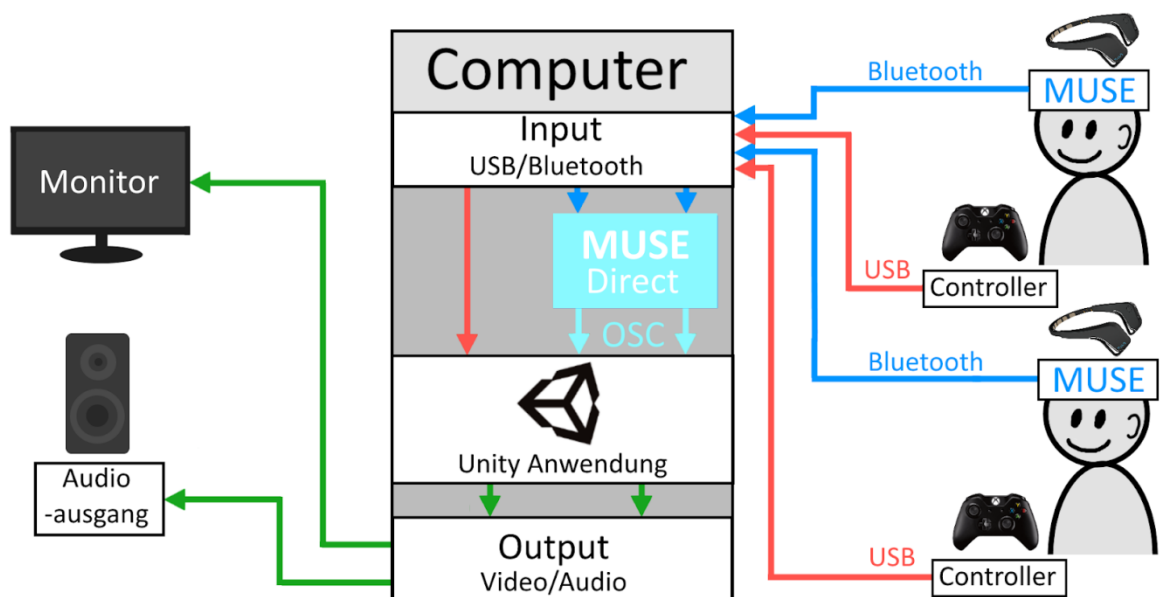 Computer
Input
USB/Bluetooth
MUSE
Direct
OSC
Unity Anwendung
Output
Video/Audio
Monitor
Audio
-ausgang
Bluetooth
MUSE
USB
Controller
Bluetooth
MUSE
USB
Controller